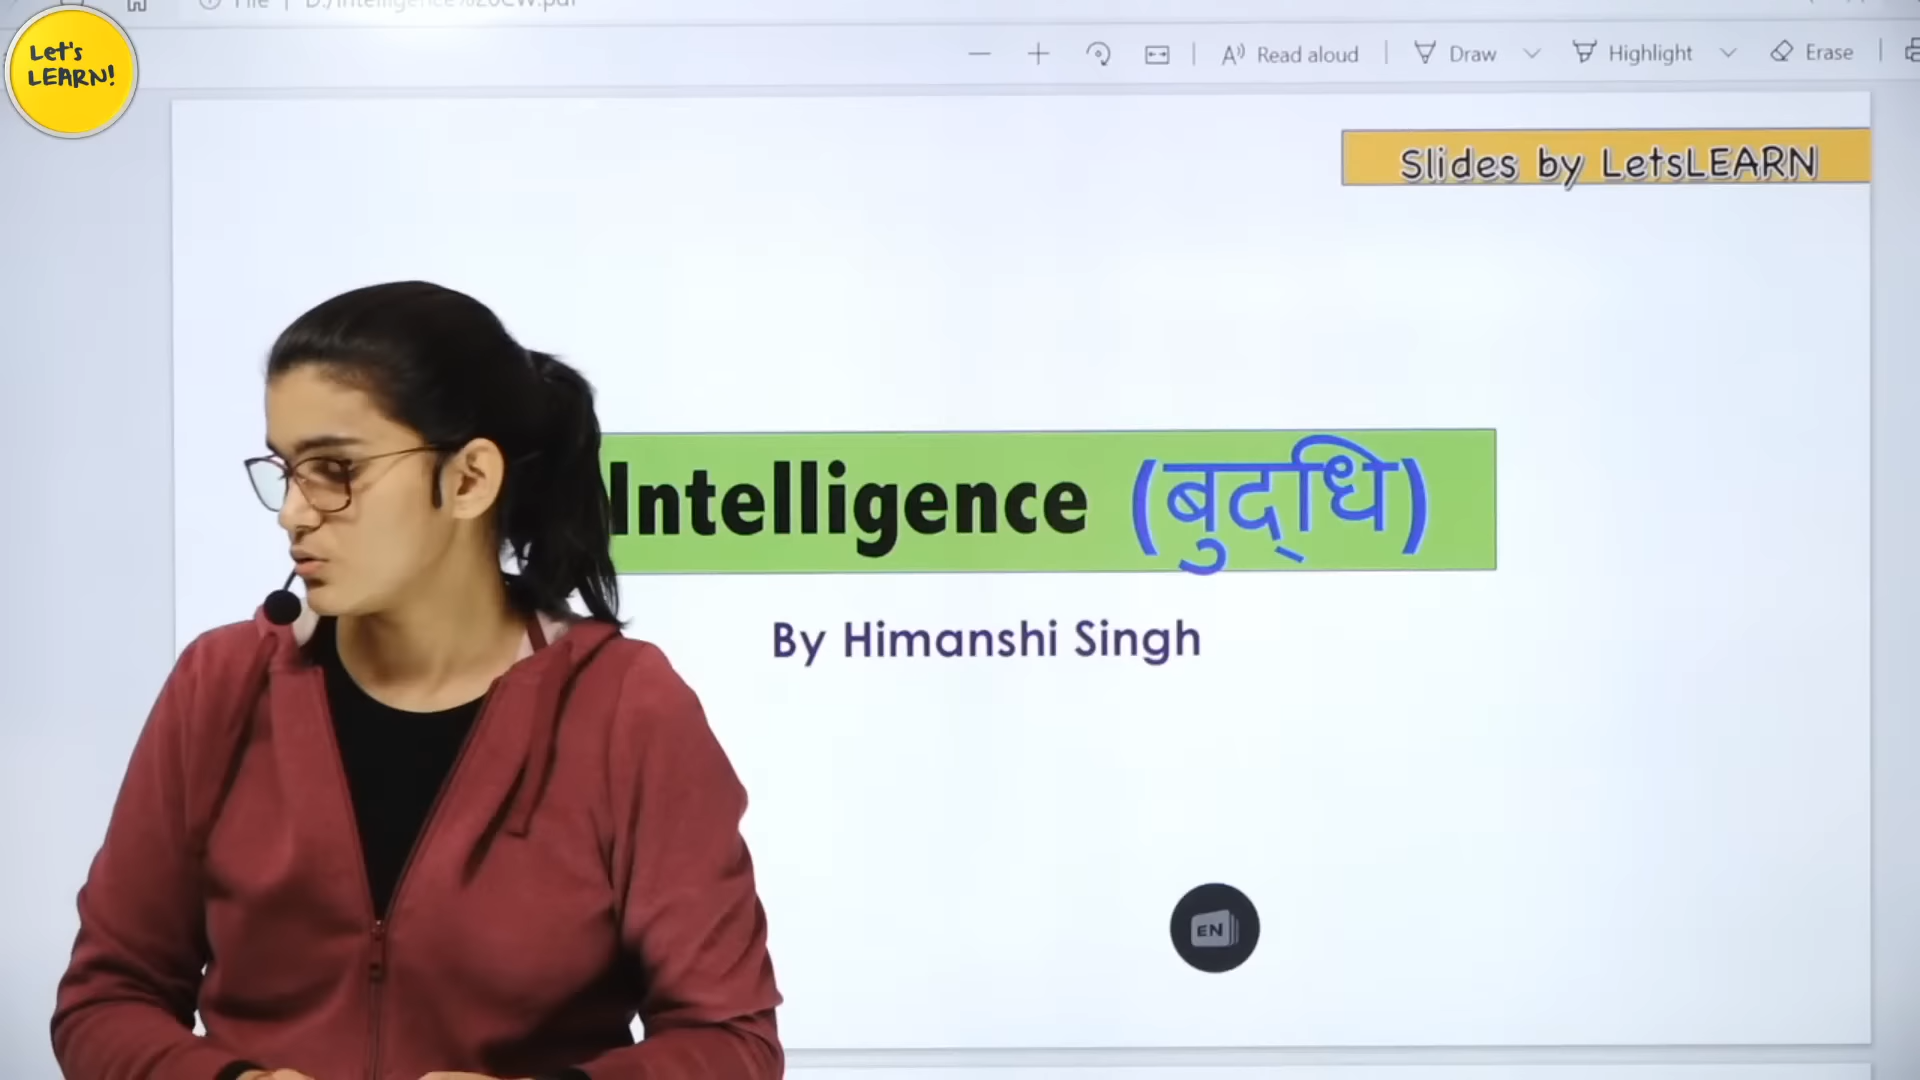 Let's
LEARN!
Read aloud
Draw
Highlight
Erase
Slides by LetsLEARN
Intelligence (बुद्धि)
By Himanshi Singh
EN